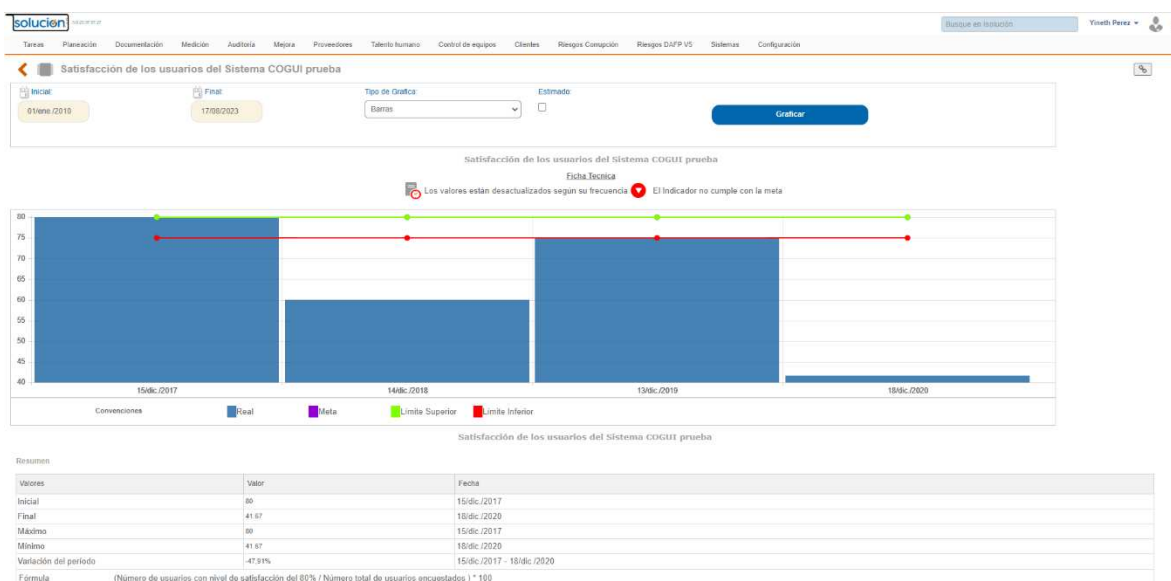 solución
Busque en Isolución
Yineth Perez
Tareas Planeación Documentación Medición Auditoría Mejora Proveedores Talento humano Control de equipos Clientes Riesgos Corrupción Riesgos DAFP V5 Sistemas Configuración
Satisfacción de los usuarios del Sistema COGUI prueba
Inicial: Final: Tipo de Grafica: Estimado:
01/ene./2010 17/08/2023 Barras Graficar
Satisfacción de los usuarios del Sistema COGUI prueba
Ficha Tecnica
Los valores están desactualizados según su frecuencia El Indicador no cumple con la meta
80
75
70
65
60
55
50
45
40
15/dic./2017 14/dic./2018 13/dic./2019 18/dic./2020
Convenciones Real Meta Limite Superior Limite Inferior
Satisfacción de los usuarios del Sistema COGUI prueba
Resumen
Valores Valor Fecha
Inicial 80 15/dic./2017
Final 41.67 18/dic./2020
Máximo 80 15/dic./2017
Mínimo 41.67 18/dic./2020
Variación del período -47,91% 15/dic./2017 - 18/dic./2020
Fórmula (Número de usuarios con nivel de satisfacción del 80% / Número total de usuarios encuestados ) * 100